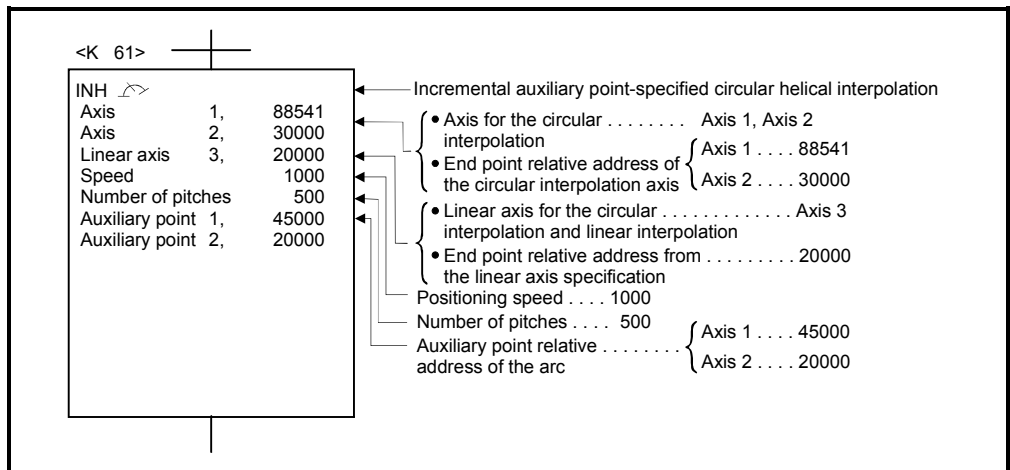 <K 61>
INH
Axis 1, 88541
Axis 2, 30000
Linear axis 3, 20000
Speed 1000
Number of pitches 500
Auxiliary point 1, 45000
Auxiliary point 2, 20000
Incremental auxiliary point-specified circular helical interpolation
• Axis for the circular . . . . . . . . Axis 1, Axis 2
interpolation
• End point relative address of
the circular interpolation axis
Axis 1 . . . . 88541
Axis 2 . . . . 30000
• Linear axis for the circular . . . . . . . . . . . . . Axis 3
interpolation and linear interpolation
• End point relative address from . . . . . . . . . 20000
the linear axis specification
Positioning speed . . . . 1000
Number of pitches . . . . 500
Auxiliary point relative . . . . . . . .
address of the arc
Axis 1 . . . . 45000
Axis 2 . . . . 20000